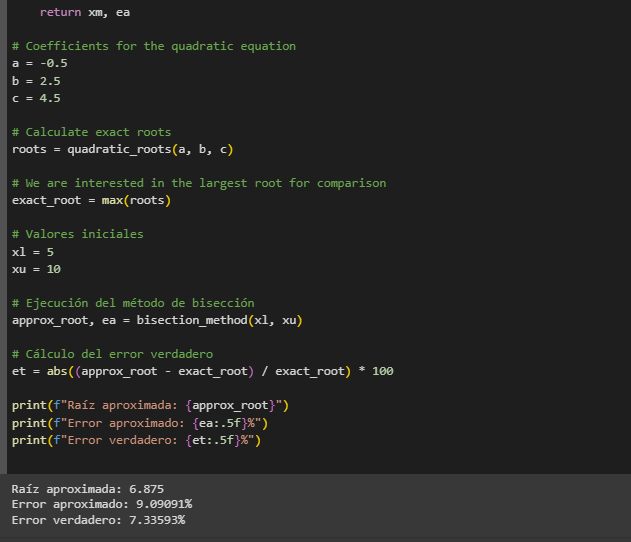 return xm, ea
# Coefficients for the quadratic equation
a = -0.5
b = 2.5
c = 4.5
# Calculate exact roots
roots = quadratic_roots(a, b, c)
# We are interested in the largest root for comparison
exact_root = max(roots)
# Valores iniciales
xl = 5
xu = 10
# Ejecución del método de bisección
approx_root, ea = bisection_method(xl, xu)
# Cálculo del error verdadero
et = abs((approx_root - exact_root) / exact_root) * 100
print(f"Raíz aproximada: {approx_root}")
print(f"Error aproximado: {ea:.5f}%")
print(f"Error verdadero: {et:.5f}%")
Raíz aproximada: 6.875
Error aproximado: 9.09091%
Error verdadero: 7.33593%